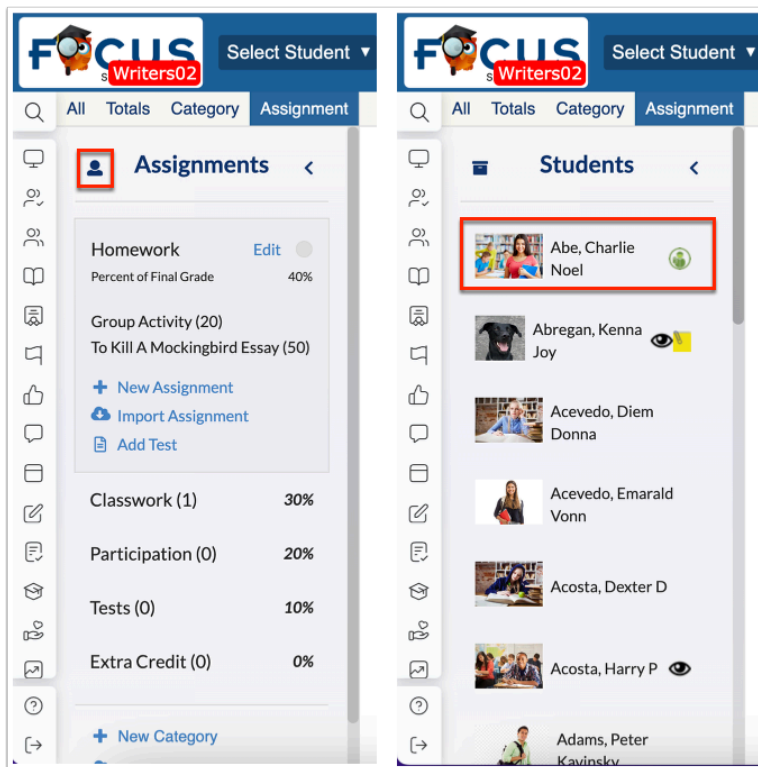 FOCUS
Writers02
Select Student ▼
All Totals Category Assignment
Assignments
Homework Edit
Percent of Final Grade 40%
Group Activity (20)
To Kill A Mockingbird Essay (50)
+ New Assignment
Import Assignment
Add Test
Classwork (1) 30%
Participation (0) 20%
Tests (0) 10%
Extra Credit (0) 0%
+ New Category
FOCUS
Writers02
Select Student ▼
All Totals Category Assignment
Students
Abe, Charlie
Noel
Abregan, Kenna
Joy
Acevedo, Diem
Donna
Acevedo, Emarald
Vonn
Acosta, Dexter D
Acosta, Harry P
Adams, Peter
Kavinsky